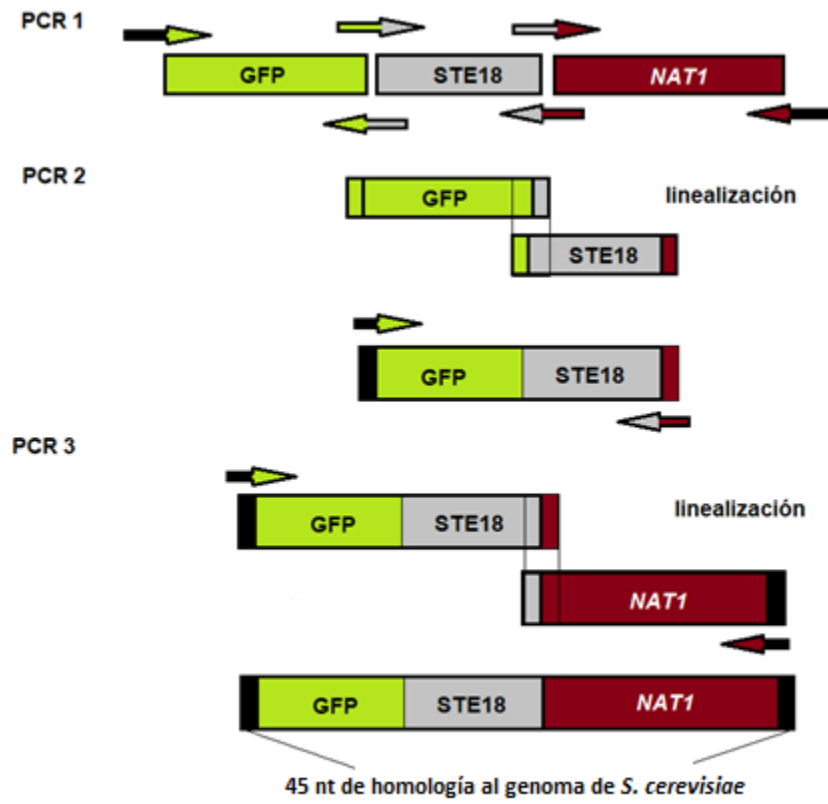 PCR 1
GFP
STE18
NAT1
PCR 2
GFP
linealización
STE18
GFP
STE18
PCR 3
GFP
STE18
linealización
NAT1
GFP
STE18
NAT1
45 nt de homología al genoma de S. cerevisiae